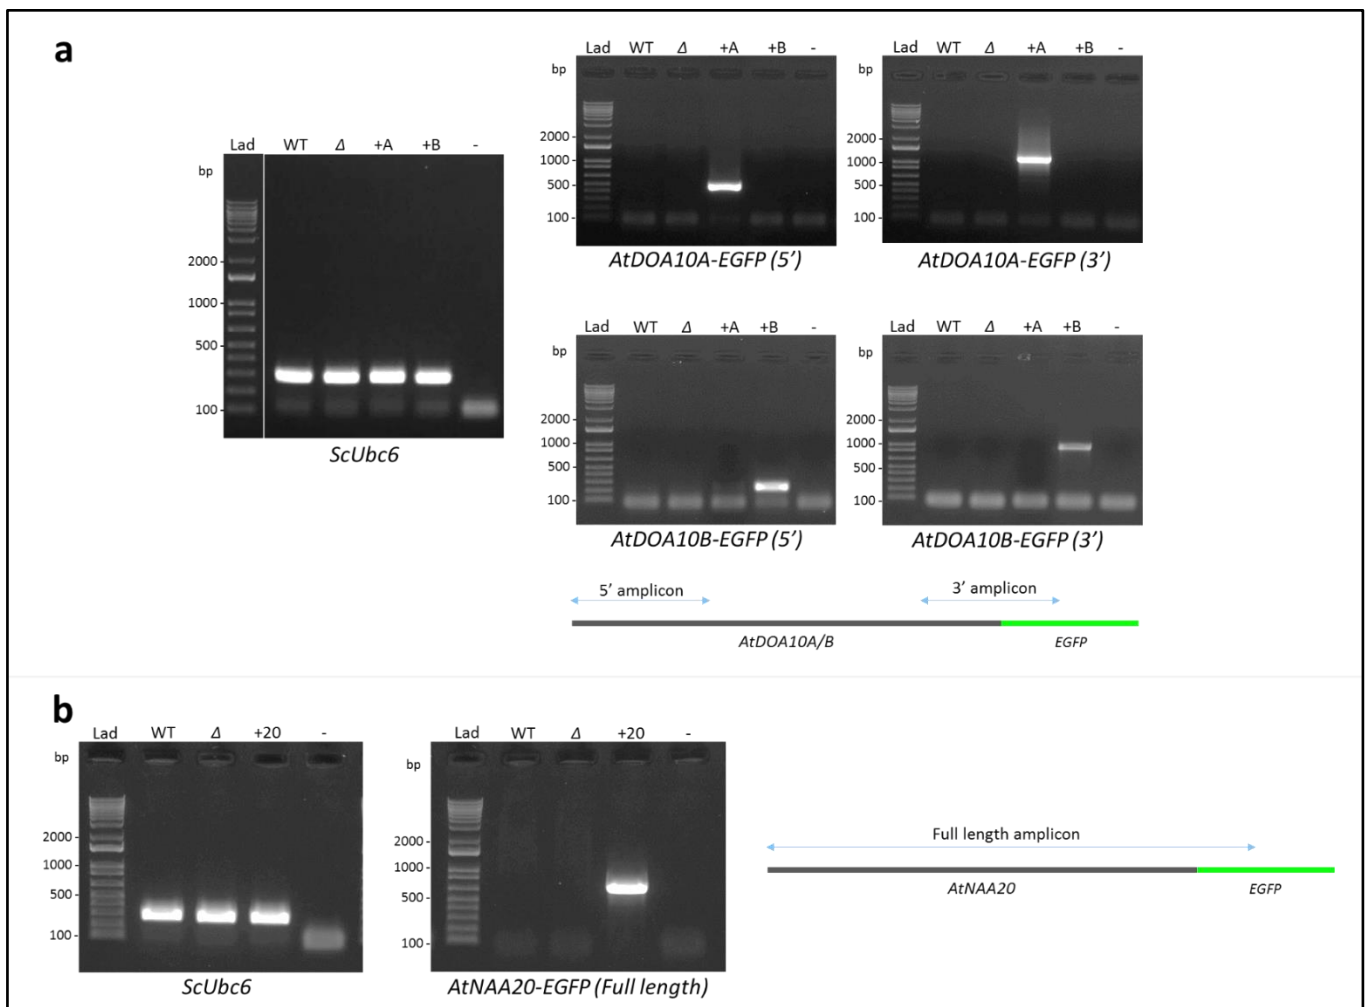 a
Lad WT Δ +A +B -
bp
2000 -
1000 -
500 -
100 -
ScUbc6
Lad WT Δ +A +B -
bp
2000 -
1000 -
500 -
100 -
AtDOA10A-EGFP (5’)
Lad WT Δ +A +B -
bp
2000 -
1000 -
500 -
100 -
AtDOA10A-EGFP (3’)
Lad WT Δ +A +B -
bp
2000 -
1000 -
500 -
100 -
AtDOA10B-EGFP (5’)
Lad WT Δ +A +B -
bp
2000 -
1000 -
500 -
100 -
AtDOA10B-EGFP (3’)
5’ amplicon 3’ amplicon
AtDOA10A/B EGFP
b
Lad WT Δ +20 -
bp
2000 -
1000 -
500 -
100 -
ScUbc6
Lad WT Δ +20 -
bp
2000 -
1000 -
500 -
100 -
AtNAA20-EGFP (Full length)
Full length amplicon
AtNAA20 EGFP